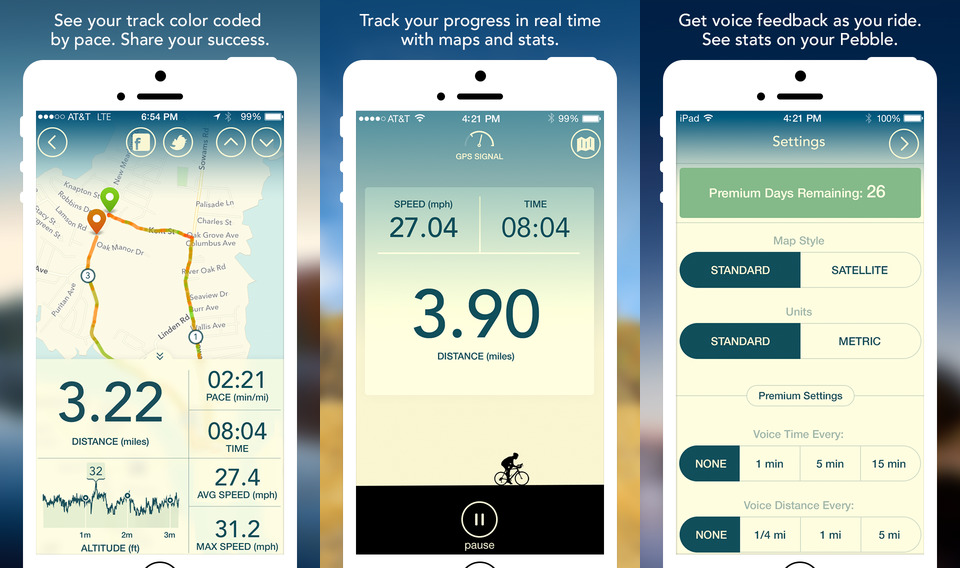 See your track color coded
by pace. Share your success.
AT&T LTE 6:54 PM 99%
New Me
Sowams Rd
Knapton St
Robbins D
Lamson Rd
Stacy St
green St
Palisade Ln
Charles St
Kent St
Oak Grove Ave
Columbus Ave
Oak Manor Dr
Ave
3
River Oak Rd
Puritan Ave
Seaview Dr
Burr Ave
Linden Rd
Wallis Ave
1
3.22
DISTANCE (miles)
02:21
PACE (min/mi)
08:04
TIME
27.4
AVG SPEED (mph)
31.2
MAX SPEED (mph)
32
1m 2m 3m
ALTITUDE (ft)
Track your progress in real time
with maps and stats.
AT&T 4:21 PM 99%
GPS SIGNAL
SPEED (mph) TIME
27.04 08:04
3.90
DISTANCE (miles)
pause
Get voice feedback as you ride.
See stats on your Pebble.
iPad 4:21 PM 100%
Settings
Premium Days Remaining: 26
Map Style
STANDARD SATELLITE
Units
STANDARD METRIC
Premium Settings
Voice Time Every:
NONE 1 min 5 min 15 min
Voice Distance Every:
NONE 1/4 mi 1 mi 5 mi